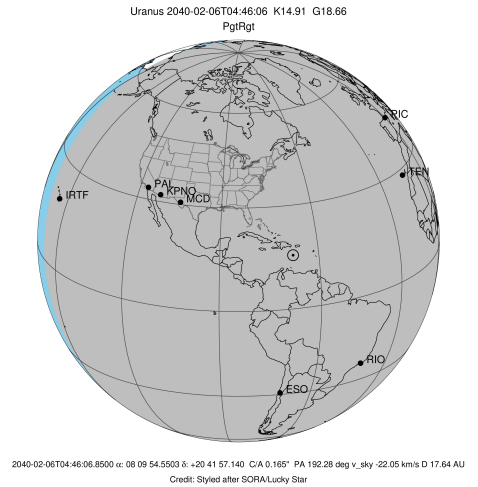 Uranus 2040-02-06T04:46:06 K14.91 G18.66
PgtRgt
PIC
TEN
PAL
KPNO
MCD
IRTF
RIO
ESO
2040-02-06T04:46:06.8500 α: 08 09 54.5503 δ: +20 41 57.140 C/A 0.165" PA 192.28 deg v_sky -22.05 km/s D 17.64 AU
Credit: Styled after SORA/Lucky Star